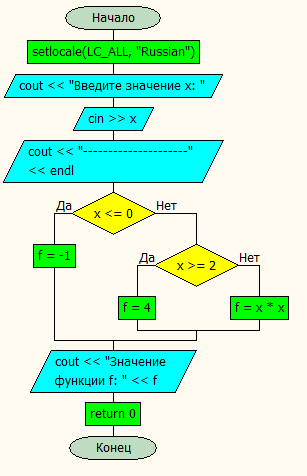 Начало
setlocale(LC_ALL, "Russian")
cout << "Введите значение x: "
cin >> x
cout << "---------------------"
<< endl
Да
x <= 0
Нет
f = -1
Да
x >= 2
Нет
f = 4
f = x * x
cout << "Значение
функции f: " << f
return 0
Конец